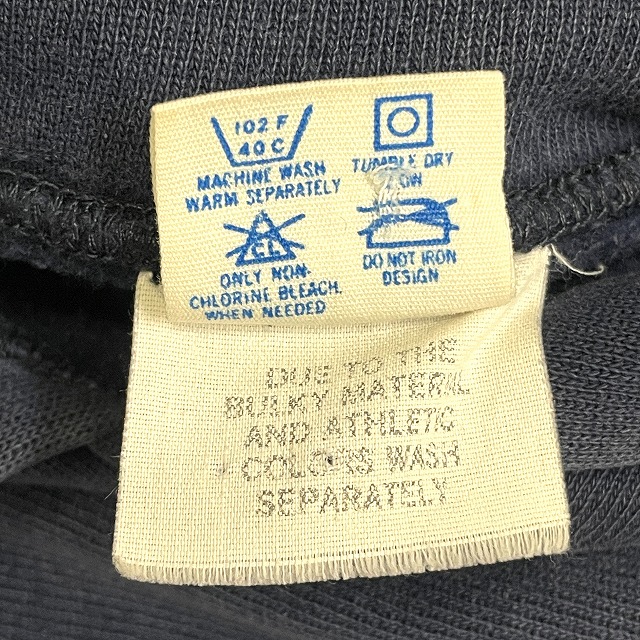 102 F
40 C
MACHINE WASH
WARM SEPARATELY
TUMBLE DRY
LOW
CL
ONLY NON-
CHLORINE BLEACH
WHEN NEEDED
DO NOT IRON
DESIGN
DUE TO THE
BULKY MATERIAL
AND ATHLETIC
COLORS WASH
SEPARATELY